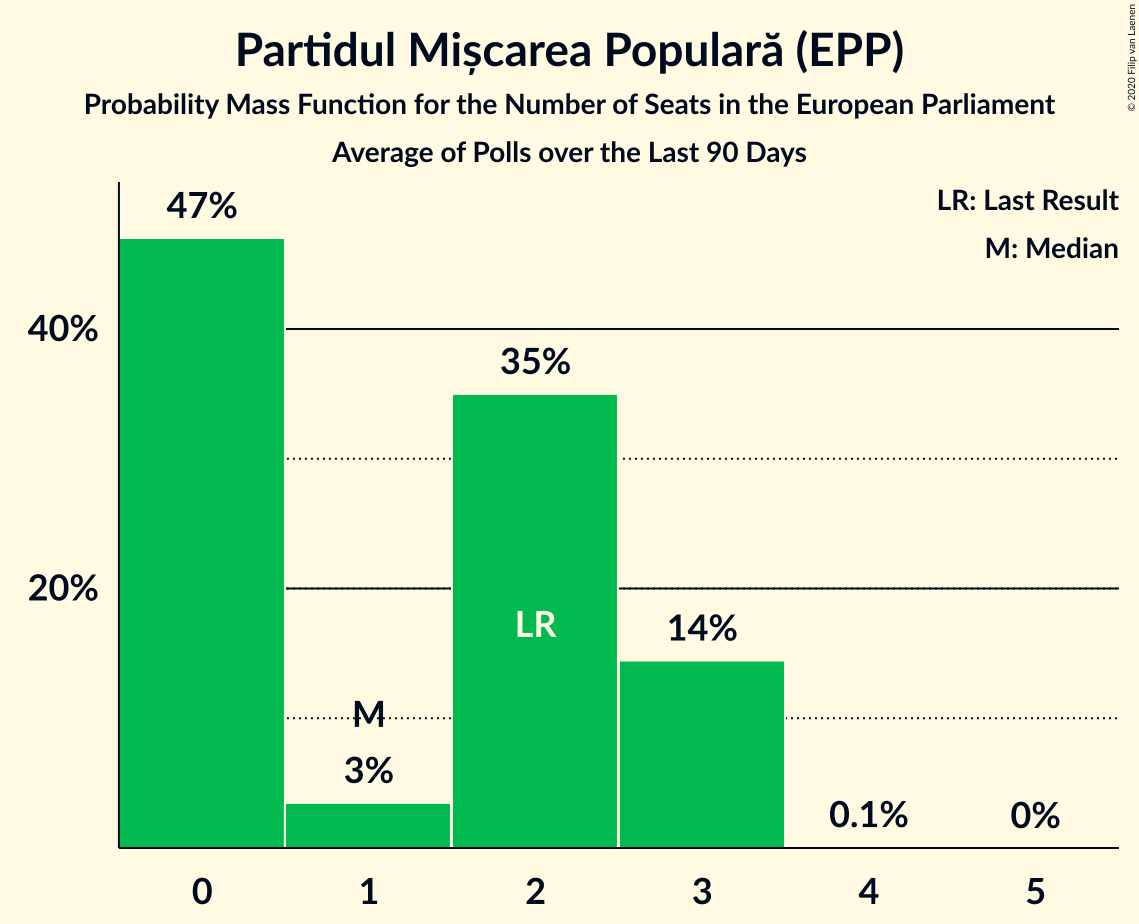 Partidul Mișcarea Populară (EPP)
Probability Mass Function for the Number of Seats in the European Parliament
Average of Polls over the Last 90 Days
© 2020 Filip van Laenen
LR: Last Result
M: Median
47%
40%
35%
20%
LR
14%
M
3%
0.1%
0%
0 1 2 3 4 5